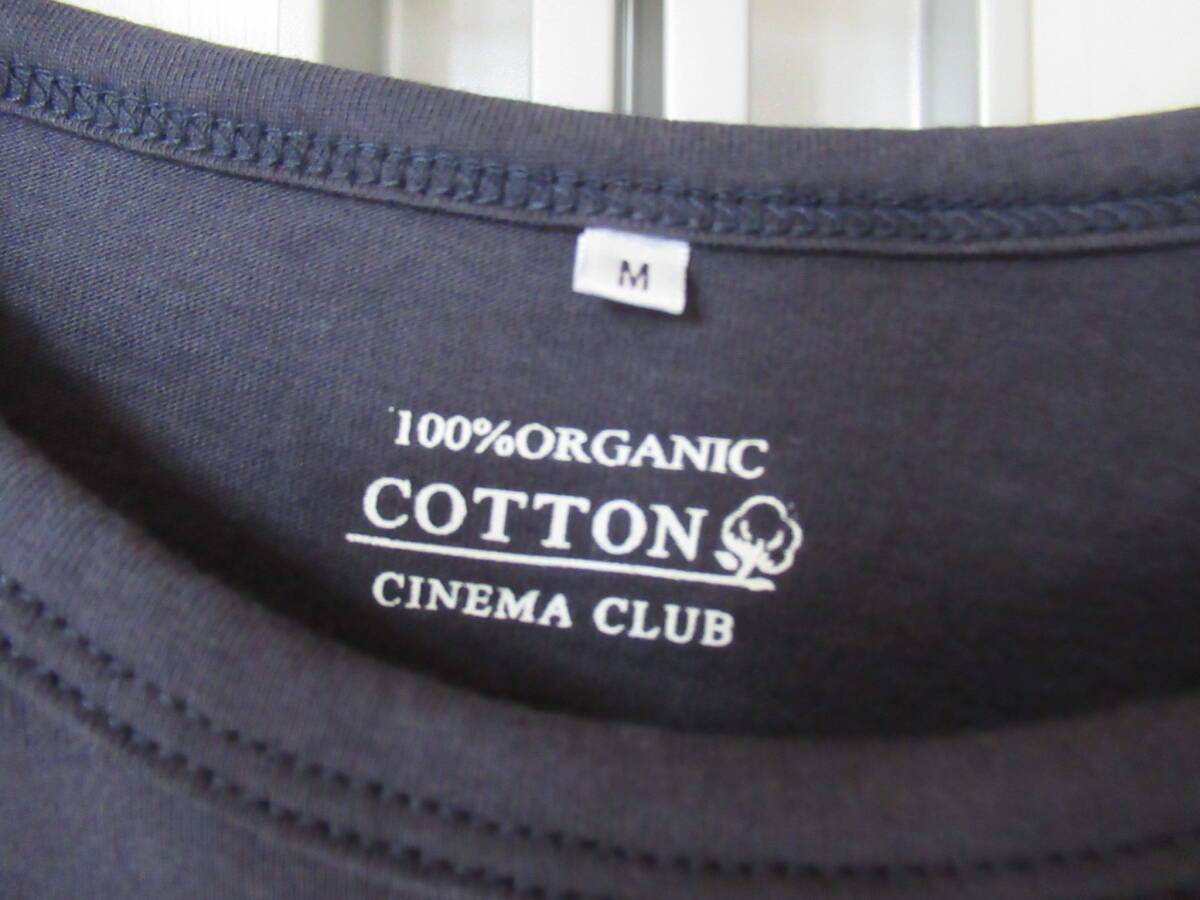 M
100%ORGANIC
COTTON
CINEMA CLUB